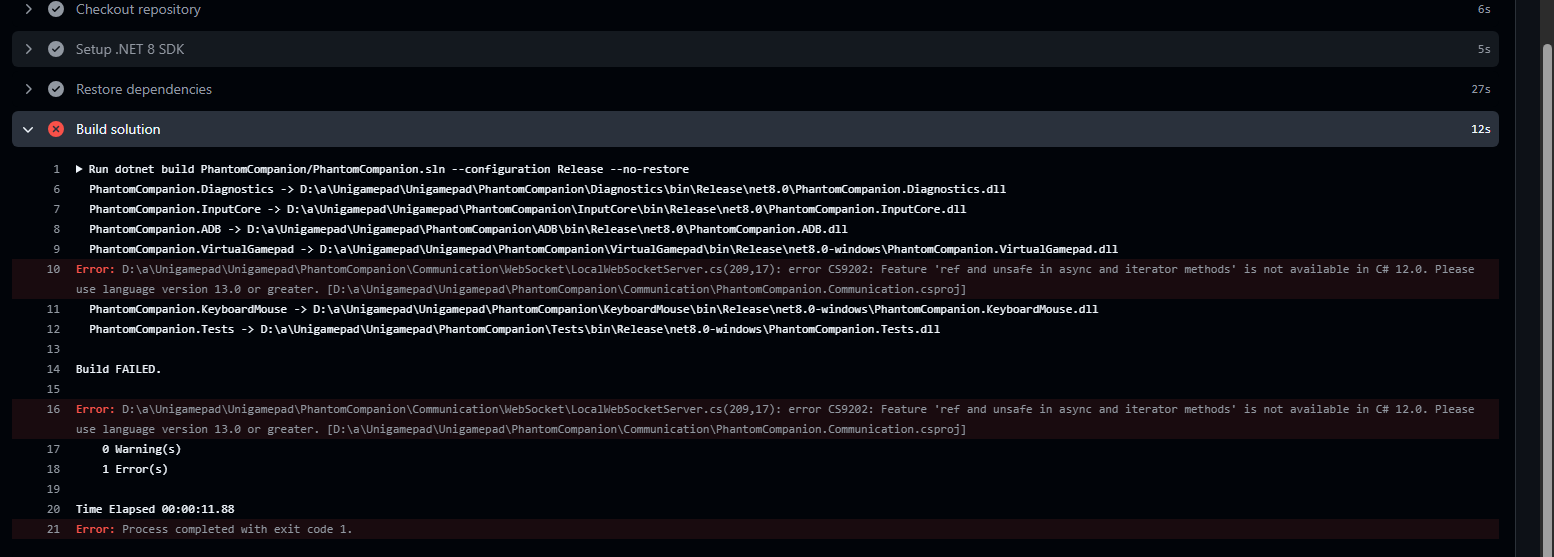 Checkout repository 6s
Setup .NET 8 SDK 5s
Restore dependencies 27s
Build solution 12s
1 Run dotnet build PhantomCompanion/PhantomCompanion.sln --configuration Release --no-restore
6 PhantomCompanion.Diagnostics -> D:\a\Unigamepad\Unigamepad\PhantomCompanion\Diagnostics\bin\Release\net8.0\PhantomCompanion.Diagnostics.dll
7 PhantomCompanion.InputCore -> D:\a\Unigamepad\Unigamepad\PhantomCompanion\InputCore\bin\Release\net8.0\PhantomCompanion.InputCore.dll
8 PhantomCompanion.ADB -> D:\a\Unigamepad\Unigamepad\PhantomCompanion\ADB\bin\Release\net8.0\PhantomCompanion.ADB.dll
9 PhantomCompanion.VirtualGamepad -> D:\a\Unigamepad\Unigamepad\PhantomCompanion\VirtualGamepad\bin\Release\net8.0-windows\PhantomCompanion.VirtualGamepad.dll
10 Error: D:\a\Unigamepad\Unigamepad\PhantomCompanion\Communication\WebSocket\LocalWebSocketServer.cs(209,17): error CS9202: Feature 'ref and unsafe in async and iterator methods' is not available in C# 12.0. Please
use language version 13.0 or greater. [D:\a\Unigamepad\Unigamepad\PhantomCompanion\Communication\PhantomCompanion.Communication.csproj]
11 PhantomCompanion.KeyboardMouse -> D:\a\Unigamepad\Unigamepad\PhantomCompanion\KeyboardMouse\bin\Release\net8.0-windows\PhantomCompanion.KeyboardMouse.dll
12 PhantomCompanion.Tests -> D:\a\Unigamepad\Unigamepad\PhantomCompanion\Tests\bin\Release\net8.0-windows\PhantomCompanion.Tests.dll
13
14 Build FAILED.
15
16 Error: D:\a\Unigamepad\Unigamepad\PhantomCompanion\Communication\WebSocket\LocalWebSocketServer.cs(209,17): error CS9202: Feature 'ref and unsafe in async and iterator methods' is not available in C# 12.0. Please
use language version 13.0 or greater. [D:\a\Unigamepad\Unigamepad\PhantomCompanion\Communication\PhantomCompanion.Communication.csproj]
17 0 Warning(s)
18 1 Error(s)
19
20 Time Elapsed 00:00:11.88
21 Error: Process completed with exit code 1.